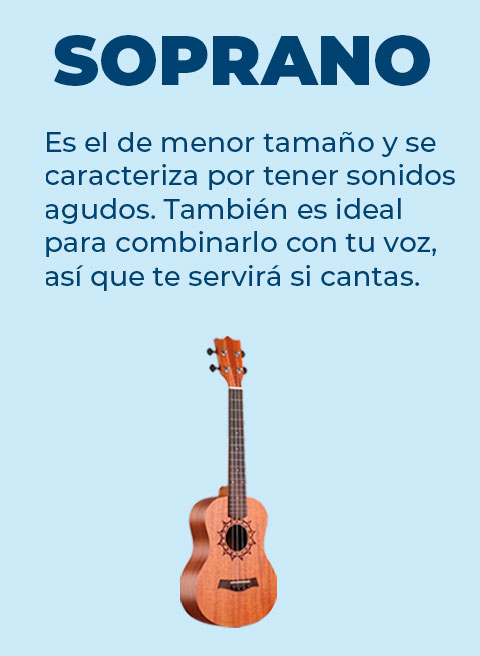 SOPRANO
Es el de menor tamaño y se
caracteriza por tener sonidos
agudos. También es ideal
para combinarlo con tu voz,
así que te servirá si cantas.